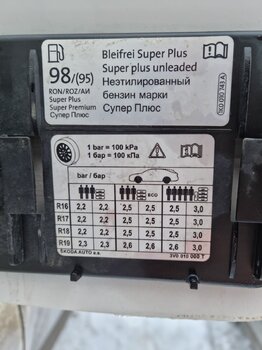 98/(95)
RON/ROZ/АИ
Super Plus
Super Premium
Супер Плюс
Bleifrei Super Plus
Super plus unleaded
Неэтилированный
бензин марки
Супер Плюс
1 bar = 100 kPa
1 бар = 100 кПа
bar / бар
ECO
R16 2,2 2,2 2,5 2,5 2,5 3,0
R17 2,2 2,2 2,5 2,5 2,5 3,0
R18 2,2 2,2 2,5 2,5 2,5 3,0
R19 2,3 2,3 2,6 2,6 2,6 3,0
ŠKODA AUTO a.s.
3V0 010 000 T